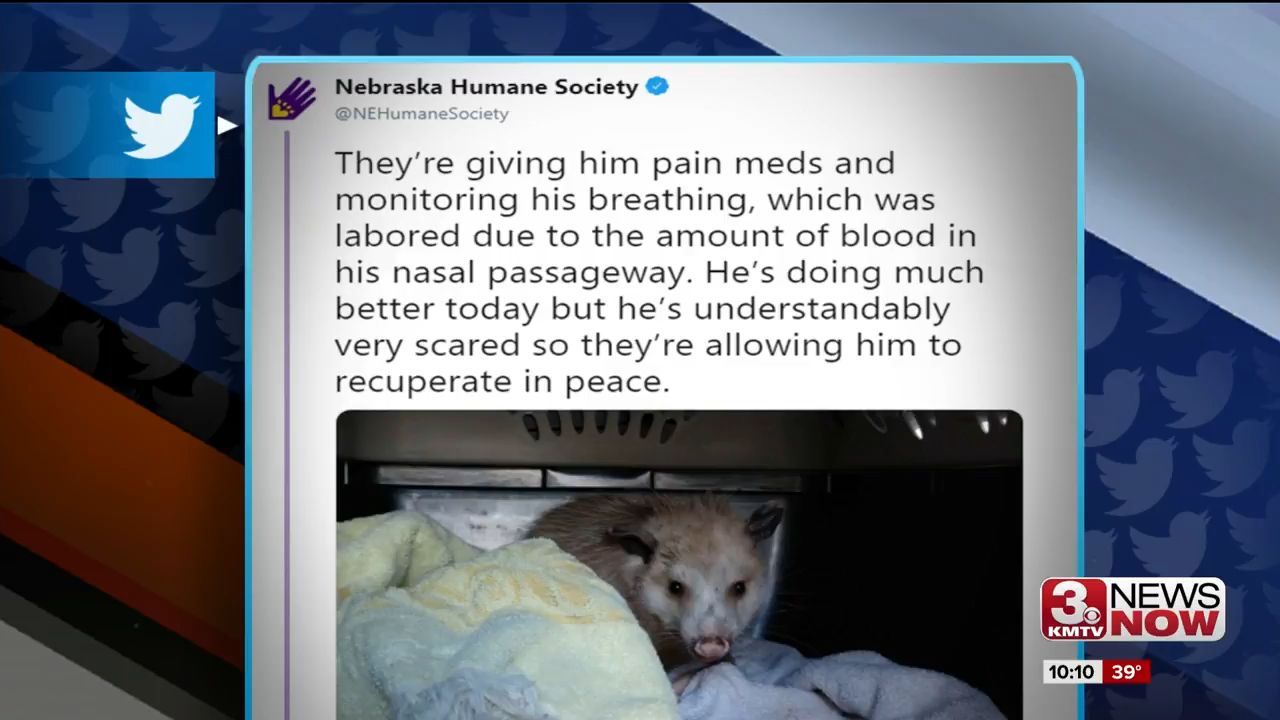 Nebraska Humane Society
@NEHumaneSociety
They're giving him pain meds and
monitoring his breathing, which was
labored due to the amount of blood in
his nasal passageway. He's doing much
better today but he's understandably
very scared so they're allowing him to
recuperate in peace.
3 NEWS
KMTV NOW
10:10 39°